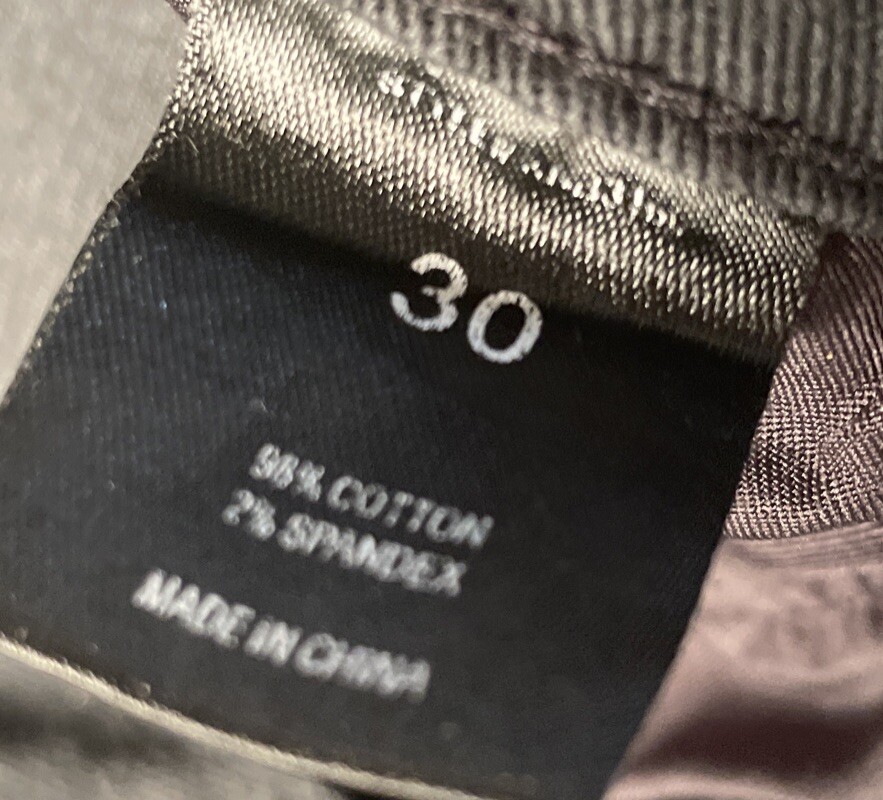 30
98% COTTON
2% SPANDEX
MADE IN CHINA